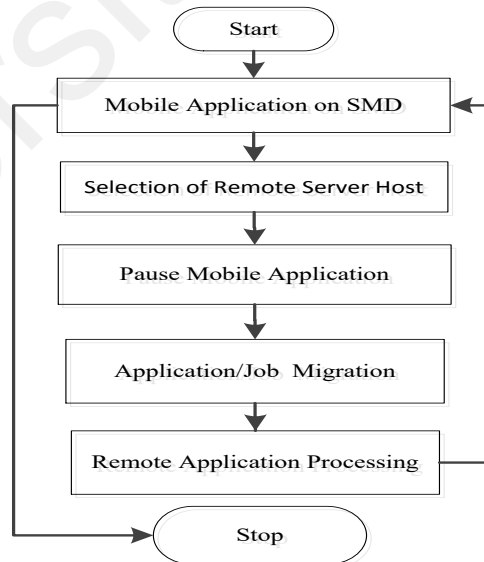 Start
Mobile Application on SMD
Selection of Remote Server Host
Pause Mobile Application
Application/Job Migration
Remote Application Processing
Stop